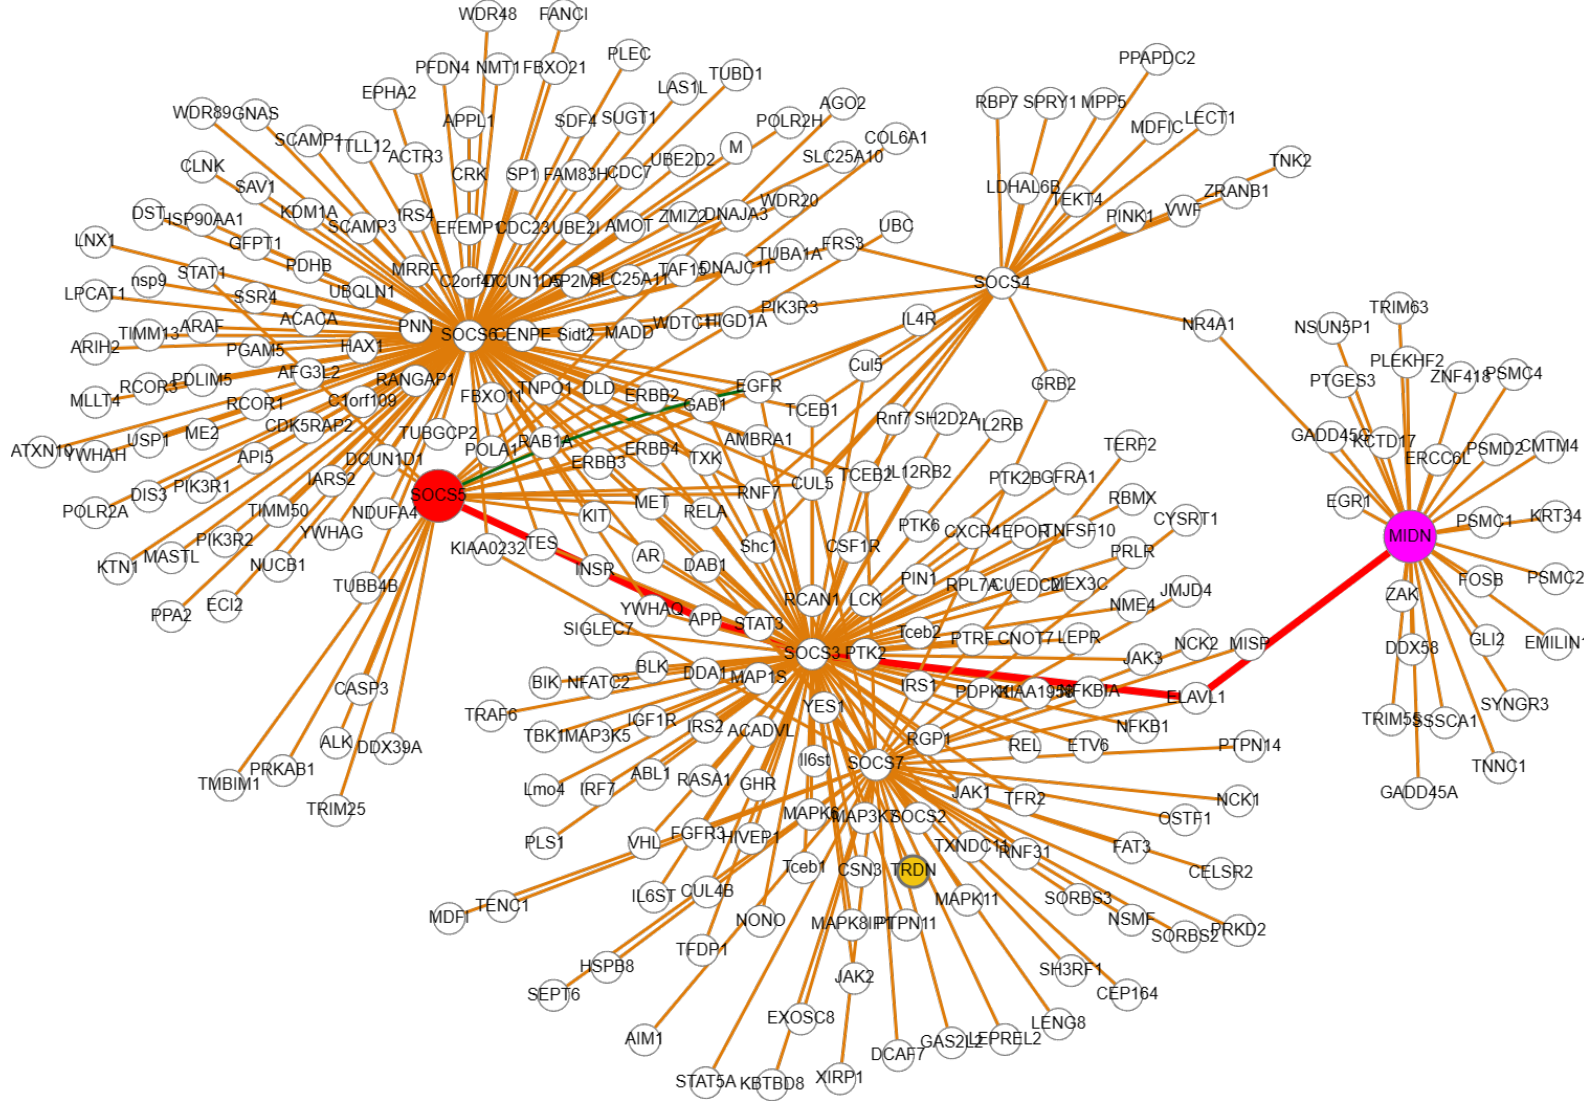 WDR48
FANCI
PFDN4
NMT1
FBXO21
PLEC
EPHA2
LAS1L
TUBD1
PPAPDC2
WDR89
GNAS
APPL1
SDF4
SUGT1
AGO2
RBP7
SPRY1
MPP5
SCAMP1
TTLL12
POLR2H
COL6A1
MDFIC
LECT1
CLNK
ACTR3
CRK
SP1
FAM83H
CDC7
UBE2D2
M
SLC25A10
TNK2
SAV1
LDHAL6B
TEKT4
ZRANB1
DST
HSP90AA1
KDM1A
SCAMP3
IRS4
EFEMP1
CDC23
UBE2I
AMOT
ZMIZ2
DNAJA3
WDR20
PINK1
VWF
LNX1
GFPT1
TUBA1A
FRS3
UBC
STAT1
PDHB
MRRF
TAF15
DNAJC11
nsp9
UBQLN1
C2orf47
DCUN1D5
AP2M1
SLC25A11
SOCS4
LPCAT1
SSR4
ACACA
PIK3R3
TRIM63
TIMM13
ARAF
PNN
SOCS6
CENPE
Sidt2
MADD
WDTC1
HIGD1A
IL4R
NR4A1
NSUN5P1
ARIH2
PGAM5
HAX1
Cul5
PLEKHF2
MLLT4
RCOR3
PDLIM5
AFG3L2
RANGAP1
FBXO11
TNPO1
DLD
ERBB2
EGFR
GRB2
PTGES3
ZNF418
PSMC4
RCOR1
C1orf109
GAB1
TCEB1
Rnf7
SH2D2A
IL2RB
ATXN10
YWHAH
USP1
ME2
CDK5RAP2
TUBGCP2
POLA1
RAB1A
ERBB4
AMBRA1
GADD45G
KCTD17
ERCC6L
PSMD2
CMTM4
API5
DCUN1D1
ERBB3
TXK
TCEB2
IL12RB2
TERF2
POLR2A
DIS3
PIK3R1
IARS2
SOCS5
RNF7
CUL5
PTK2B
GFRA1
EGR1
TIMM50
NDUFA4
KIT
MET
RELA
RBMX
PSMC1
KRT34
KTN1
MASTL
PIK3R2
YWHAG
KIAA0232
TES
Shc1
CSF1R
PTK6
CXCR4
EPOR
TNFSF10
CYSRT1
MIDN
NUCB1
INSR
AR
DAB1
PIN1
RPL7A
CUEDC2
MEX3C
PRLR
FOSB
PSMC2
PPA2
ECI2
TUBB4B
YWHAQ
APP
STAT3
RCAN1
LCK
NME4
JMJD4
ZAK
SIGLEC7
Tceb2
PTRF
CNOT7
LEPR
NCK2
MISP
GLI2
EMILIN1
SOCS3
PTK2
JAK3
DDX58
BIK
NFATC2
BLK
DDA1
MAP1S
IRS1
PDPK1
KIAA1958
NFKBIA
ELAVL1
CASP3
TRAF6
IGF1R
IRS2
YES1
SYNGR3
TBK1
MAP3K5
ACADVL
RGP1
REL
ETV6
NFKB1
PTPN14
TRIM55
SSSCA1
ALK
DDX39A
Il6st
SOCS7
PRKAB1
ABL1
RASA1
GHR
TNNC1
TMBIM1
Lmo4
IRF7
JAK1
TFR2
NCK1
GADD45A
TRIM25
MAPK6
MAP3K7
SOCS2
OSTF1
PLS1
VHL
FGFR3
HIVEP1
TXNDC11
RNF31
FAT3
Tceb1
CSN3
TRDN
CELSR2
IL6ST
CUL4B
MAPK11
SORBS3
MDFI
TENC1
NONO
MAPK8IP1
PTPN11
NSMF
SORBS2
PRKD2
TFDP1
HSPB8
JAK2
SH3RF1
SEPT6
CEP164
EXOSC8
LENG8
AIM1
DCAF7
GAS2L2
LEPREL2
STAT5A
KBTBD8
XIRP1